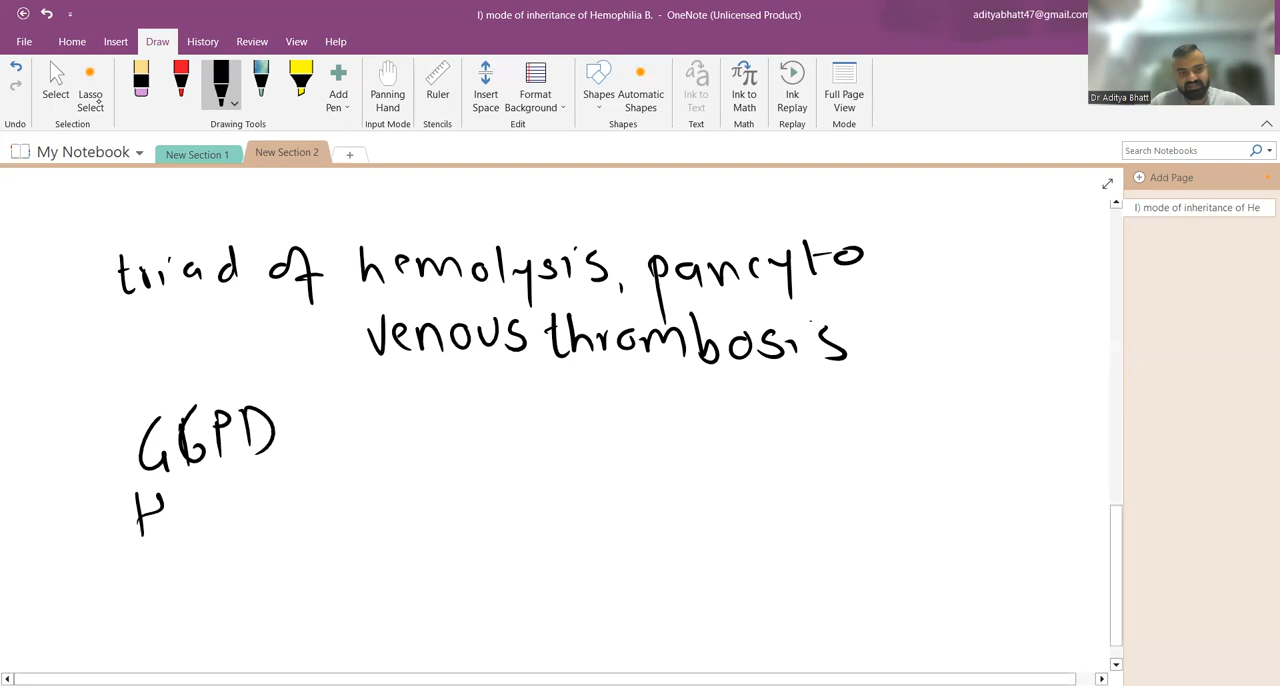 I) mode of inheritance of Hemophilia B. - OneNote (Unlicensed Product)
adityabhatt47@gmail.com
File Home Insert Draw History Review View Help
Undo
Select
Lasso Select
Add Pen
Panning Hand
Ruler
Insert Space
Format Background
Shapes
Automatic Shapes
Ink to Text
Ink to Math
Ink Replay
Full Page View
Undo Selection Drawing Tools Input Mode Stencils Edit Shapes Text Math Replay Mode
Dr Aditya Bhatt
My Notebook New Section 1 New Section 2
Search Notebooks
Add Page
I) mode of inheritance of He
triad of hemolysis, pancyto
venous thrombosis
G6PD